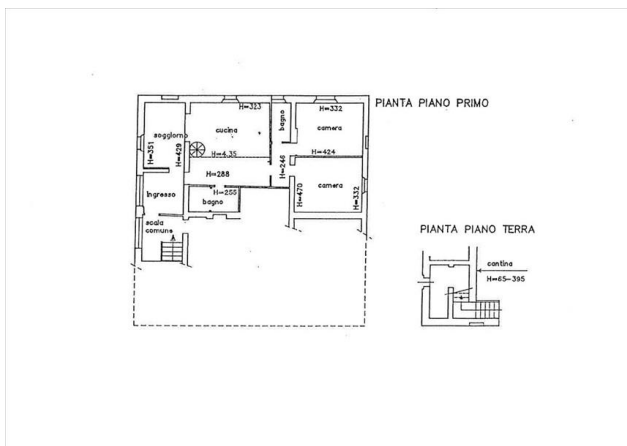 PIANTA PIANO PRIMO
H=323
H=332
soggiorno
cucina
bagno
camera
H=351
H=429
H=4.35
H=246
H=424
H=288
H=255
Ingresso
bagno
H=470
camera
H=332
scala
comune
A
PIANTA PIANO TERRA
cantina
H=65-395